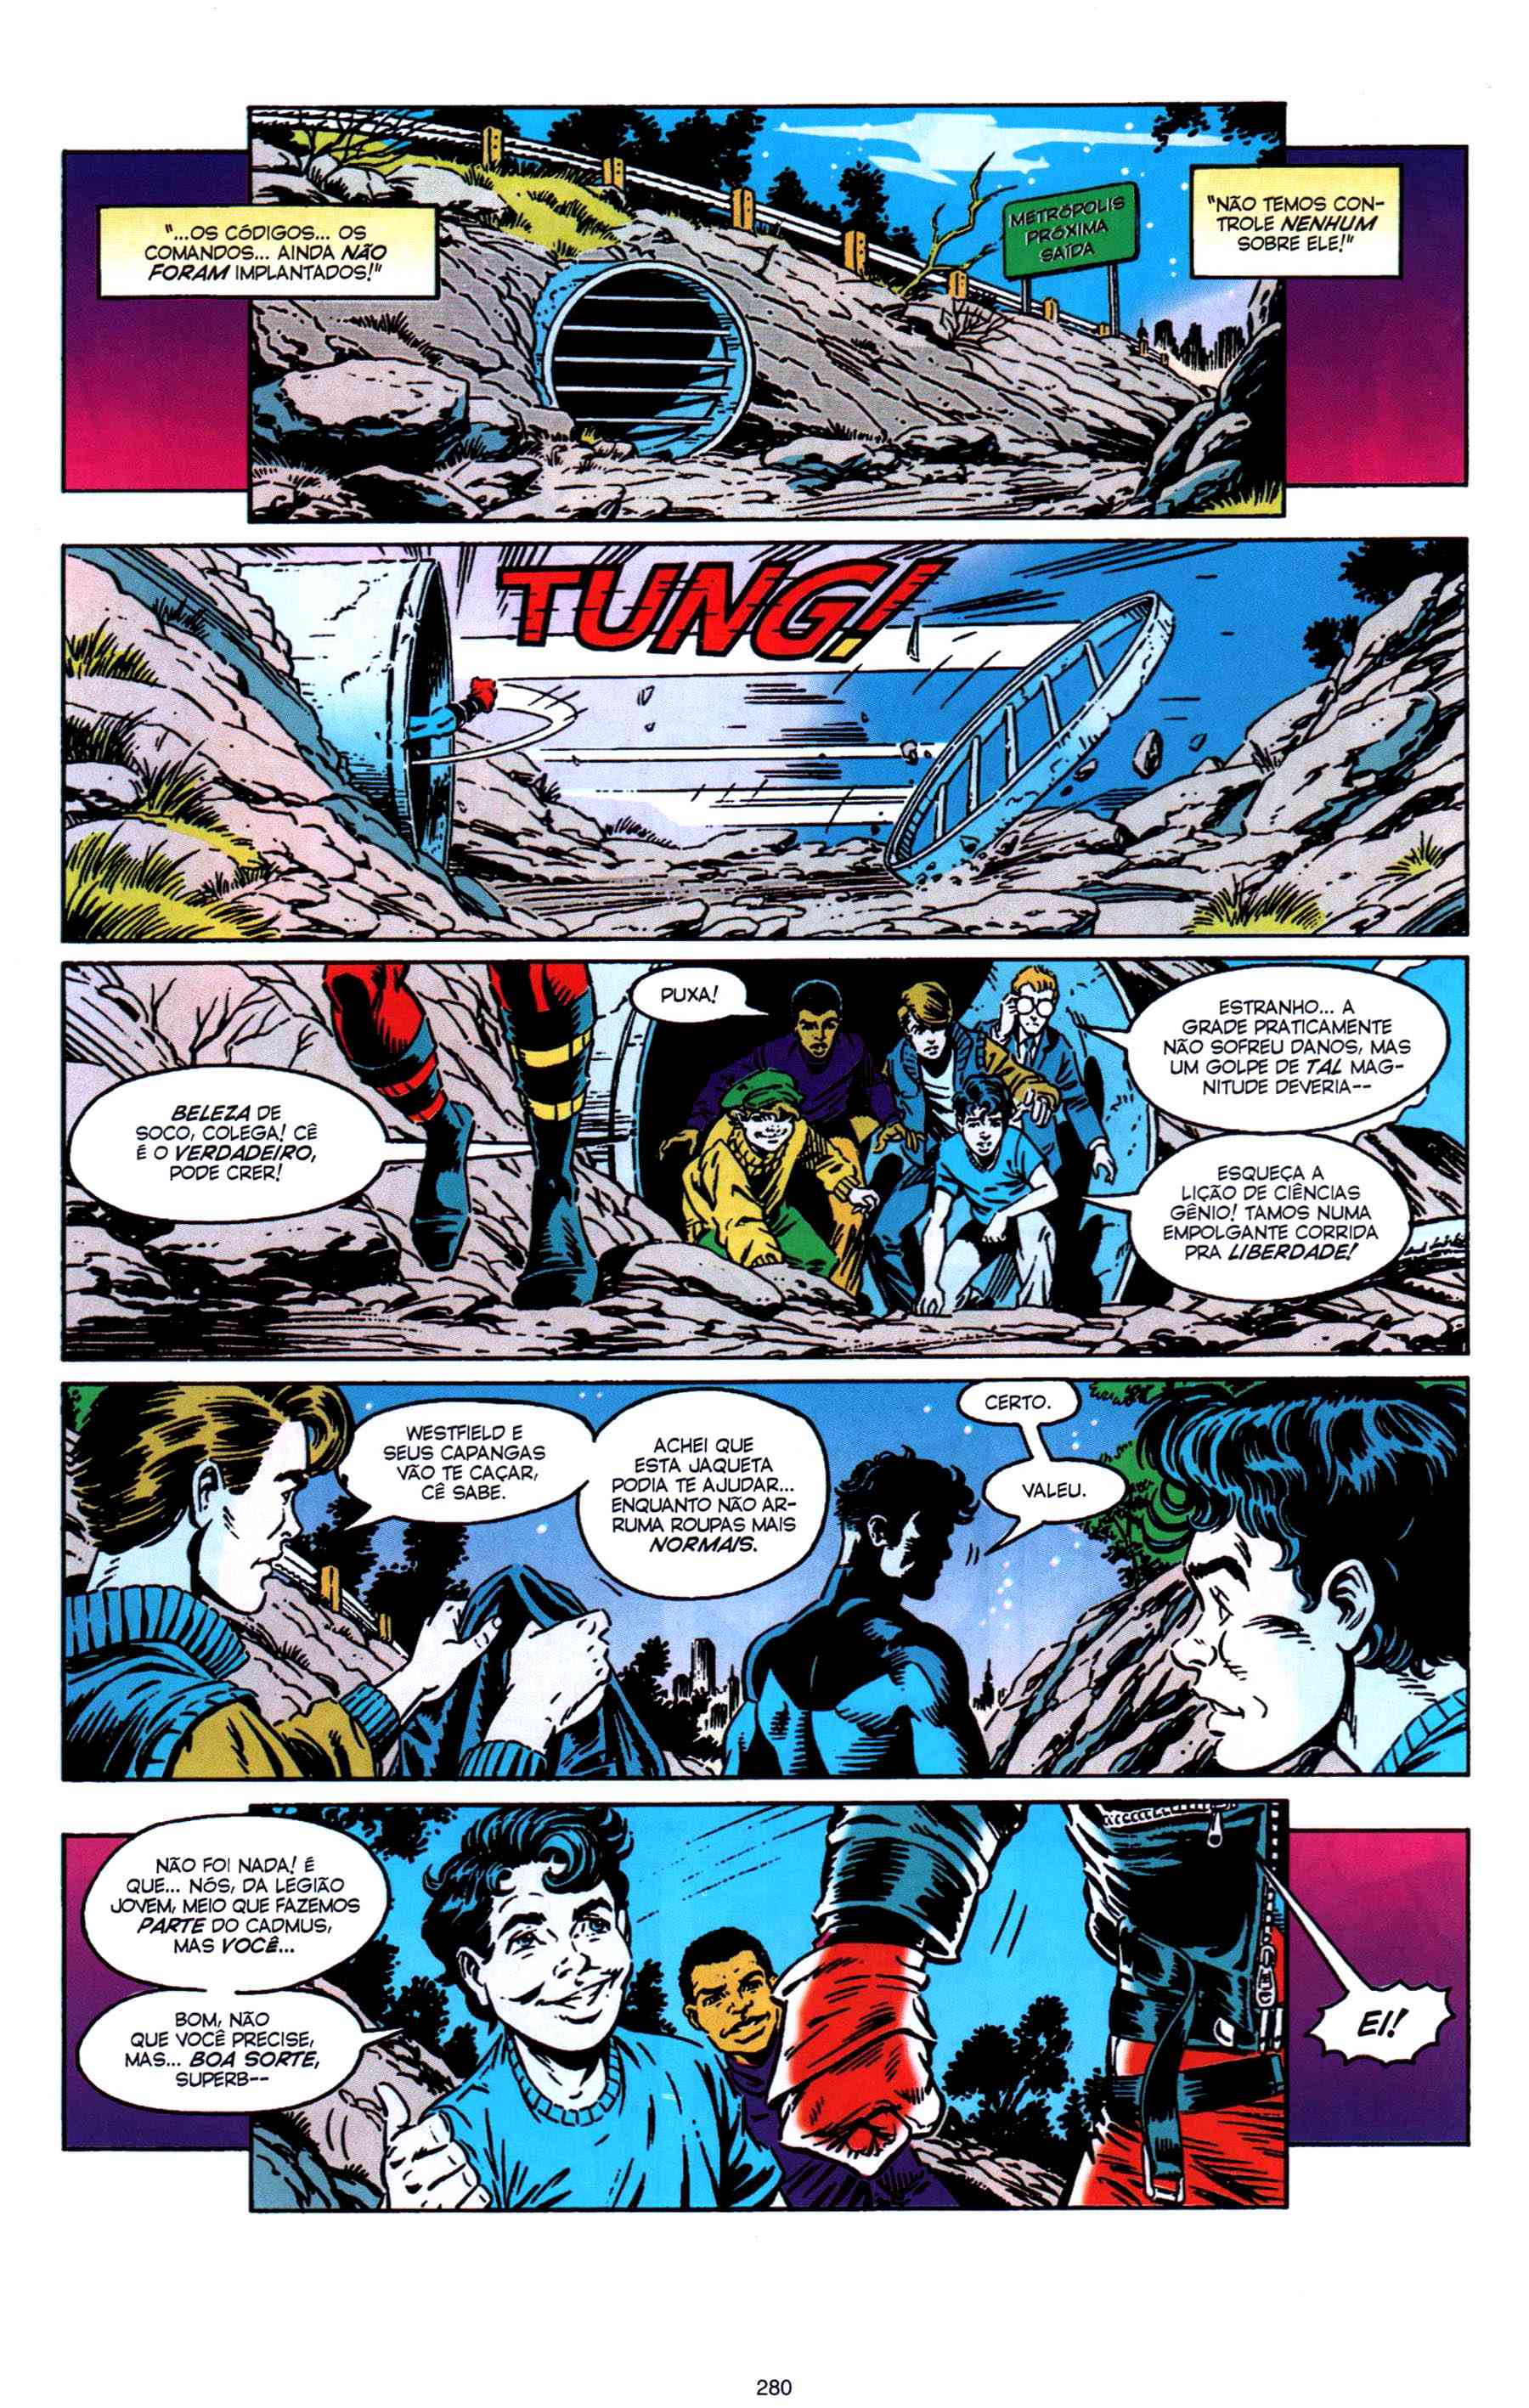 "...OS CÓDIGOS... OS
COMANDOS... AINDA NÃO
FORAM IMPLANTADOS!"
METRÓPOLIS
PRÓXIMA
SAÍDA
"NÃO TEMOS CON-
TROLE NENHUM
SOBRE ELE!"
TUNG!
BELEZA DE
SOCO, COLEGA! CÊ
É O VERDADEIRO,
PODE CRER!
PUXA!
ESTRANHO... A
GRADE PRATICAMENTE
NÃO SOFREU DANOS, MAS
UM GOLPE DE TAL MAG-
NITUDE DEVERIA--
ESQUEÇA A
LIÇÃO DE CIÊNCIAS
GÊNIO! TAMOS NUMA
EMPOLGANTE CORRIDA
PRA LIBERDADE!
WESTFIELD E
SEUS CAPANGAS
VÃO TE CAÇAR,
CÊ SABE.
ACHEI QUE
ESTA JAQUETA
PODIA TE AJUDAR...
ENQUANTO NÃO AR-
RUMA ROUPAS MAIS
NORMAIS.
CERTO.
VALEU.
NÃO FOI NADA! É
QUE... NÓS, DA LEGIÃO
JOVEM, MEIO QUE FAZEMOS
PARTE DO CADMUS,
MAS VOCÊ...
BOM, NÃO
QUE VOCÊ PRECISE,
MAS... BOA SORTE,
SUPERB--
EI!
280